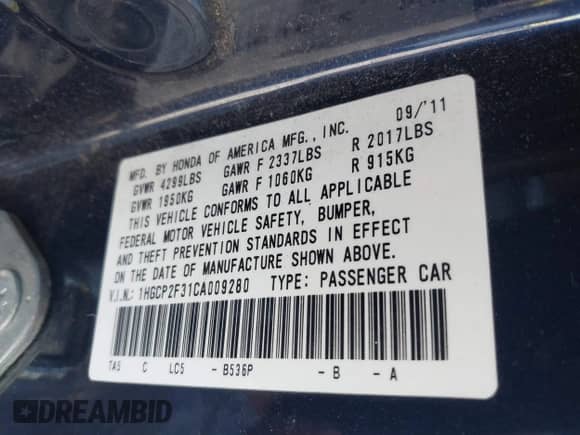 MFD. BY HONDA OF AMERICA MFG., INC. 09/'11
GVWR 4299LBS GAWR F 2337LBS R 2017LBS
GVWR 1950KG GAWR F 1060KG R 915KG
THIS VEHICLE CONFORMS TO ALL APPLICABLE
FEDERAL MOTOR VEHICLE SAFETY, BUMPER,
AND THEFT PREVENTION STANDARDS IN EFFECT
ON THE DATE OF MANUFACTURE SHOWN ABOVE.
V.I.N.: 1HGCP2F31CA009280 TYPE: PASSENGER CAR
TA5 C LC5 - B536P - B - A
DREAMBID